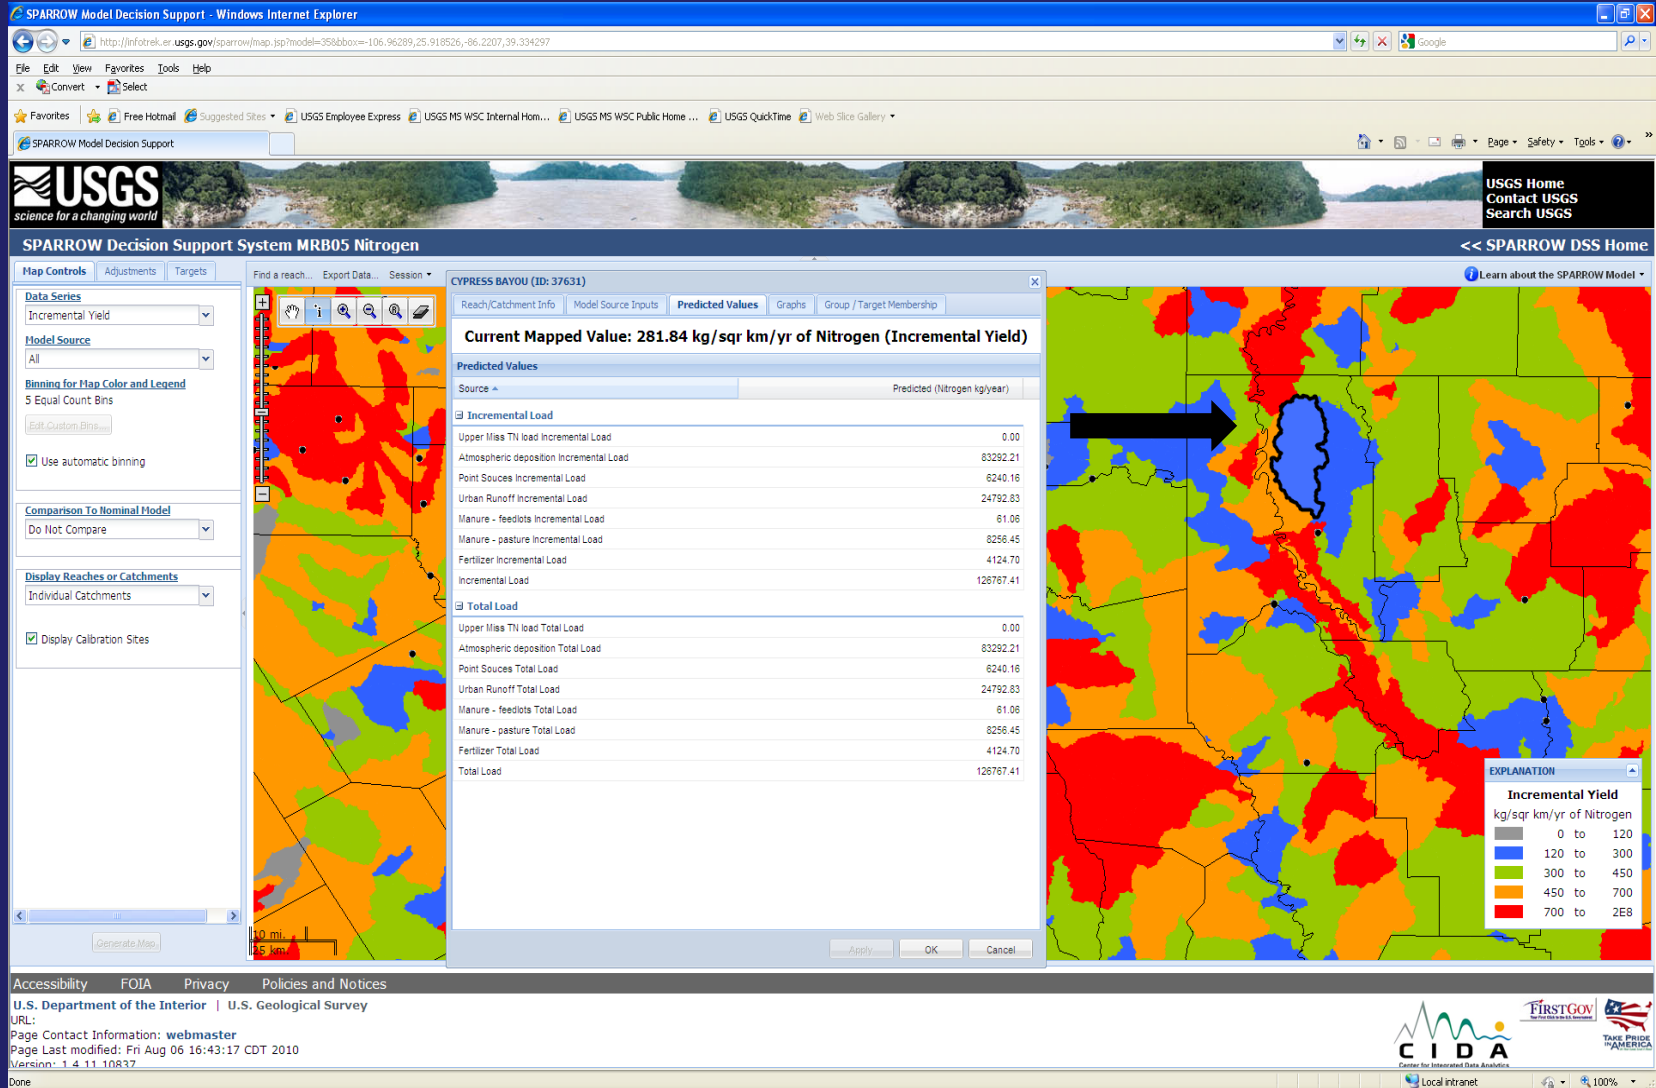 SPARROW Model Decision Support - Windows Internet Explorer
http://infotrek.er.usgs.gov/sparrow/map.jsp?model=35&bbox=-106.96289,25.918526,-86.2207,39.334297
Google
File Edit View Favorites Tools Help
x Convert Select
Favorites Free Hotmail Suggested Sites USGS Employee Express USGS MS WSC Internal Hom... USGS MS WSC Public Home ... USGS QuickTime Web Slice Gallery
SPARROW Model Decision Support
Page Safety Tools »
USGS
science for a changing world
USGS Home
Contact USGS
Search USGS
SPARROW Decision Support System MRB05 Nitrogen
<< SPARROW DSS Home
Map Controls Adjustments Targets
Find a reach... Export Data... Session
Learn about the SPARROW Model
Data Series
Incremental Yield
Model Source
All
Binning for Map Color and Legend
5 Equal Count Bins
Edit Custom Bins...
Use automatic binning
Comparison To Nominal Model
Do Not Compare
Display Reaches or Catchments
Individual Catchments
Display Calibration Sites
Generate Map
10 mi.
25 km
CYPRESS BAYOU (ID: 37631)
Reach/Catchment Info Model Source Inputs Predicted Values Graphs Group / Target Membership
Current Mapped Value: 281.84 kg/sqr km/yr of Nitrogen (Incremental Yield)
Predicted Values
Source Predicted (Nitrogen kg/year)
Incremental Load
Upper Miss TN load Incremental Load 0.00
Atmospheric deposition Incremental Load 83292.21
Point Souces Incremental Load 6240.16
Urban Runoff Incremental Load 24792.83
Manure - feedlots Incremental Load 61.06
Manure - pasture Incremental Load 8256.45
Fertilizer Incremental Load 4124.70
Incremental Load 126767.41
Total Load
Upper Miss TN load Total Load 0.00
Atmospheric deposition Total Load 83292.21
Point Souces Total Load 6240.16
Urban Runoff Total Load 24792.83
Manure - feedlots Total Load 61.06
Manure - pasture Total Load 8256.45
Fertilizer Total Load 4124.70
Total Load 126767.41
Apply OK Cancel
EXPLANATION
Incremental Yield
kg/sqr km/yr of Nitrogen
0 to 120
120 to 300
300 to 450
450 to 700
700 to 2E8
Accessibility FOIA Privacy Policies and Notices
U.S. Department of the Interior | U.S. Geological Survey
URL:
Page Contact Information: webmaster
Page Last modified: Fri Aug 06 16:43:17 CDT 2010
Version: 1.4.11.10837
CIDA
Center for Integrated Data Analytics
FIRSTGOV
Your First Click to the U.S. Government
TAKE PRIDE
IN AMERICA
Done
Local intranet
100%